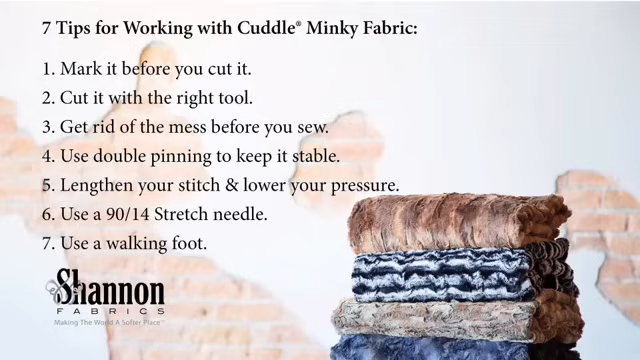 7 Tips for Working with Cuddle® Minky Fabric:
1. Mark it before you cut it.
2. Cut it with the right tool.
3. Get rid of the mess before you sew.
4. Use double pinning to keep it stable.
5. Lengthen your stitch & lower your pressure.
6. Use a 90/14 Stretch needle.
7. Use a walking foot.
Shannon
FABRICS
Making The World A Softer Place™